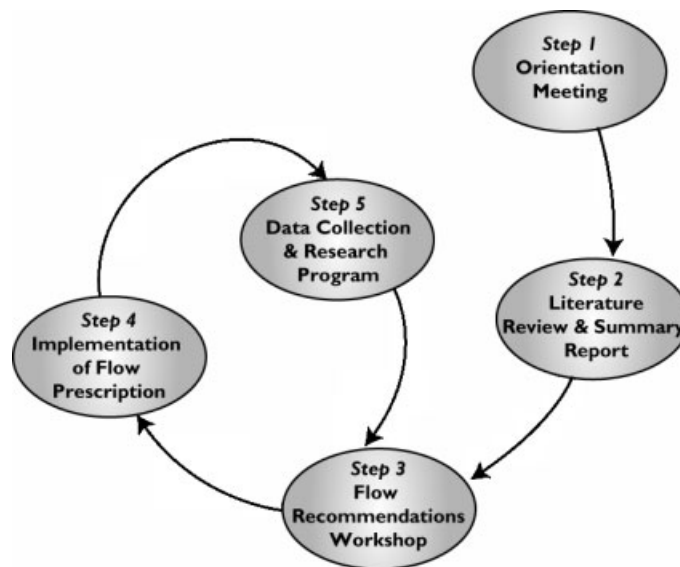 Step 1
Orientation
Meeting
Step 2
Literature
Review & Summary
Report
Step 3
Flow
Recommendations
Workshop
Step 4
Implementation
of Flow
Prescription
Step 5
Data Collection
& Research
Program